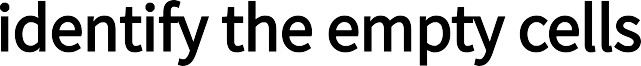 identify the empty cells